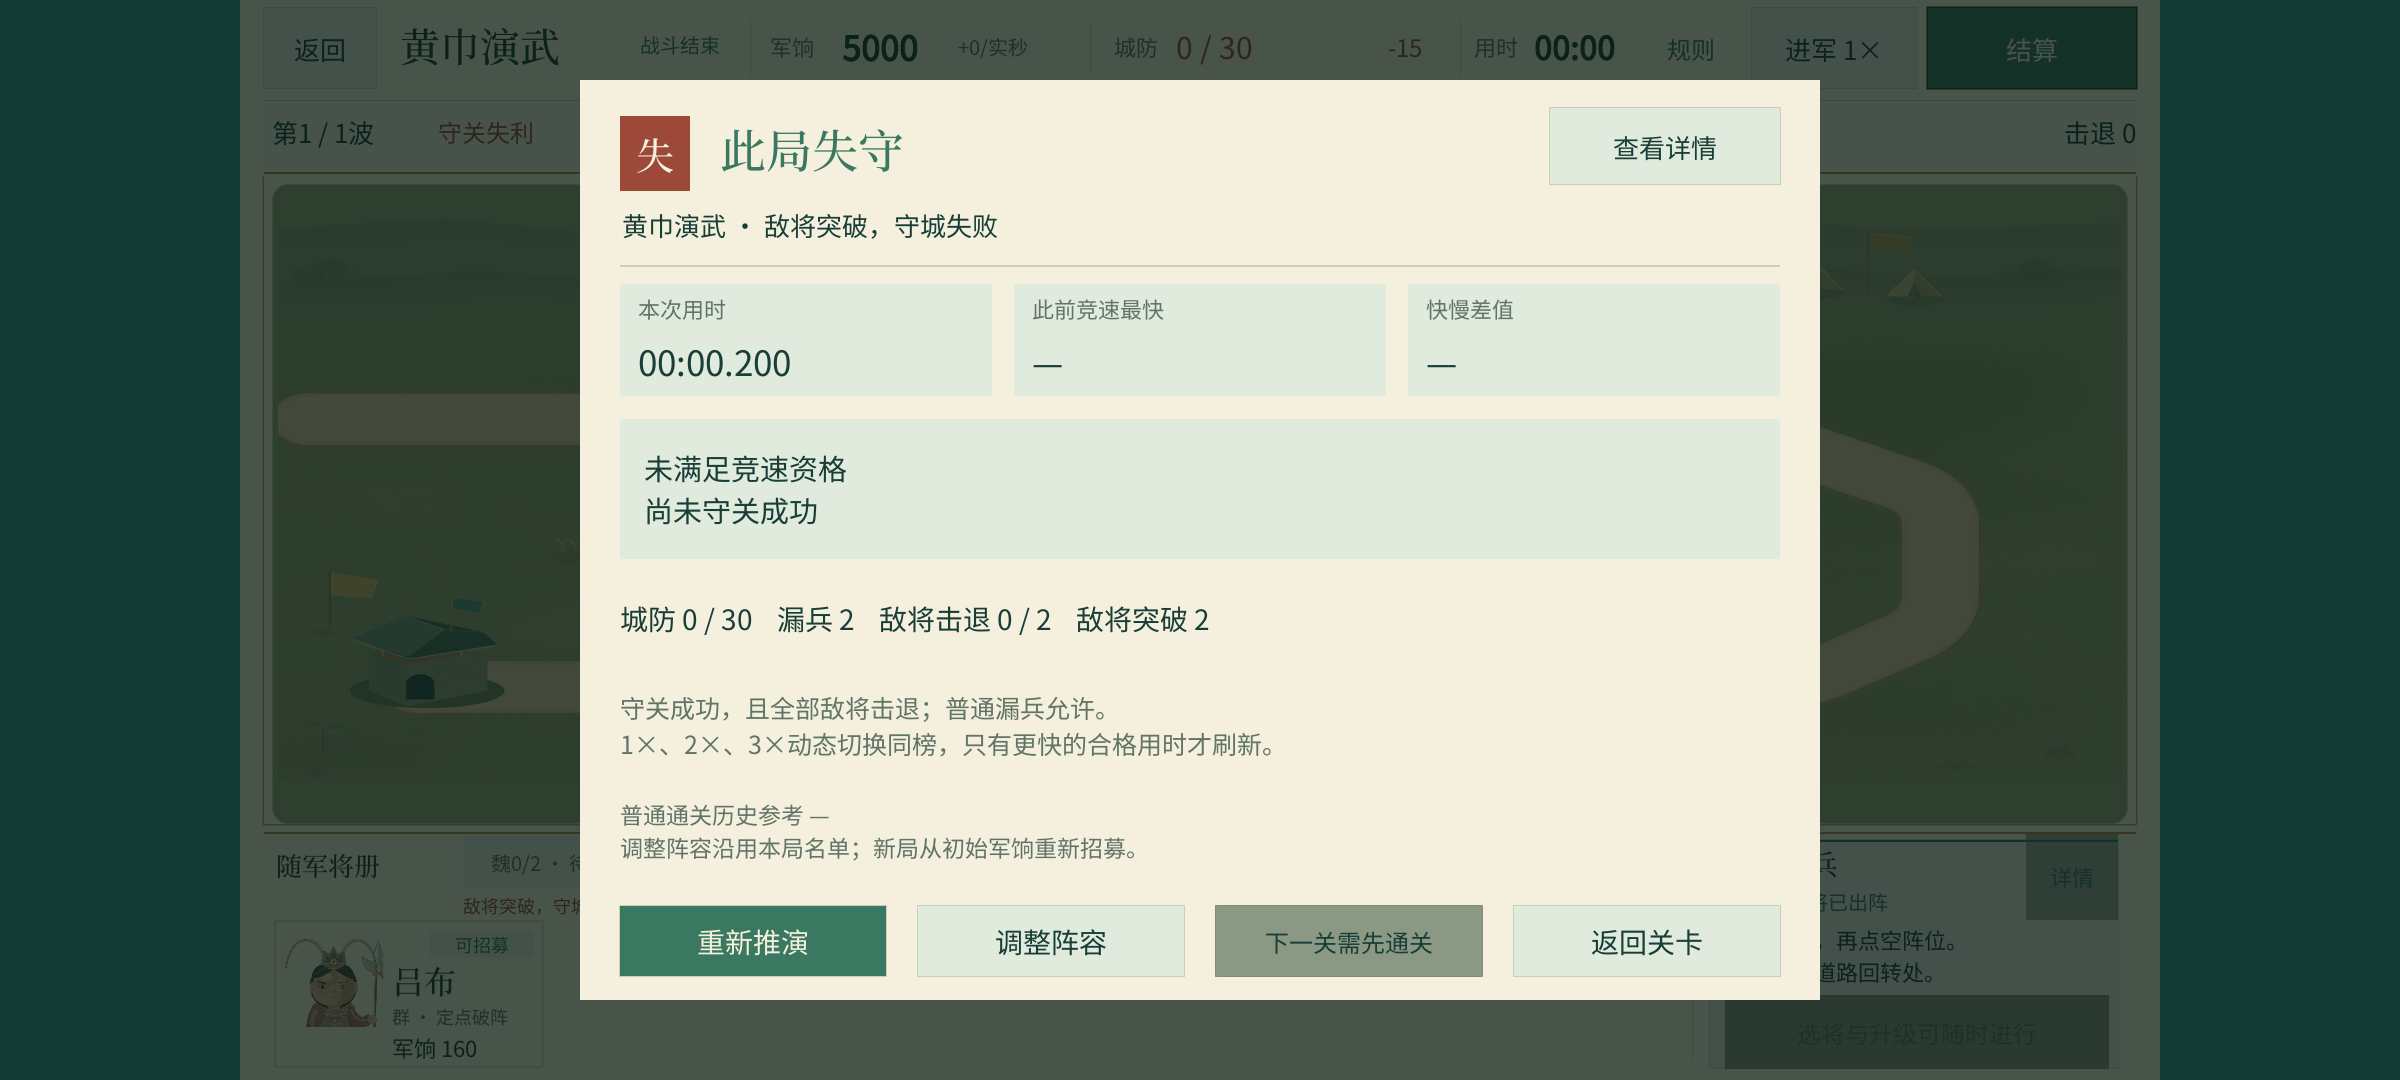 返回
黄巾演武
战斗结束
军饷 5000 +0/实秒
城防 0 / 30 -15
用时 00:00
规则
进军 1×
结算
第1 / 1波
守关失利
击退 0
失
此局失守
查看详情
黄巾演武 · 敌将突破，守城失败
本次用时
00:00.200
此前竞速最快
—
快慢差值
—
未满足竞速资格
尚未守关成功
城防 0 / 30 漏兵 2 敌将击退 0 / 2 敌将突破 2
守关成功，且全部敌将击退；普通漏兵允许。
1×、2×、3×动态切换同榜，只有更快的合格用时才刷新。
普通通关历史参考 —
调整阵容沿用本局名单；新局从初始军饷重新招募。
重新推演
调整阵容
下一关需先通关
返回关卡
随军将册
魏0/2 ·
敌将突破，守
可招募
吕布
群 · 定点破阵
军饷 160
兵
详情
将已出阵
，再点空阵位。
道路回转处。
选将与升级可随时进行